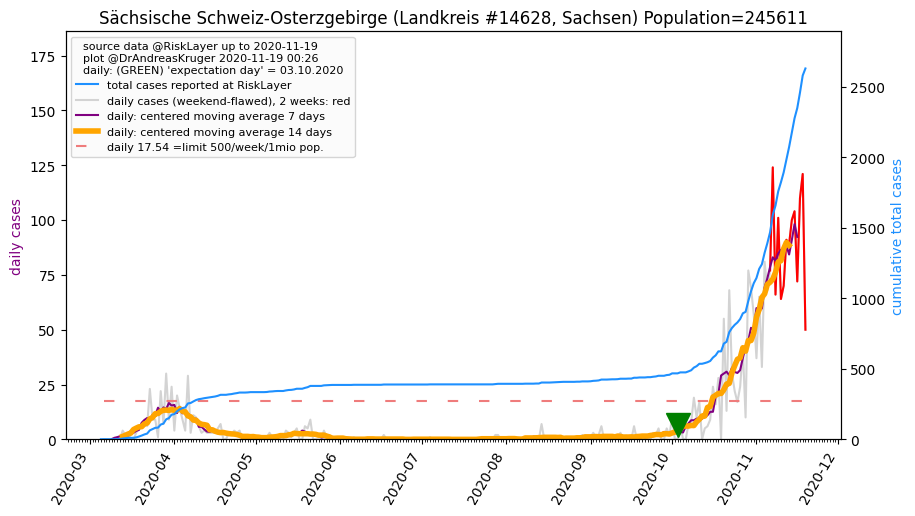 Sächsische Schweiz-Osterzgebirge (Landkreis #14628, Sachsen) Population=245611
source data @RiskLayer up to 2020-11-19
plot @DrAndreasKruger 2020-11-19 00:26
daily: (GREEN) 'expectation day' = 03.10.2020
total cases reported at RiskLayer
daily cases (weekend-flawed), 2 weeks: red
daily: centered moving average 7 days
daily: centered moving average 14 days
daily 17.54 =limit 500/week/1mio pop.
daily cases
175
150
125
100
75
50
25
0
cumulative total cases
2500
2000
1500
1000
500
0
2020-03
2020-04
2020-05
2020-06
2020-07
2020-08
2020-09
2020-10
2020-11
2020-12